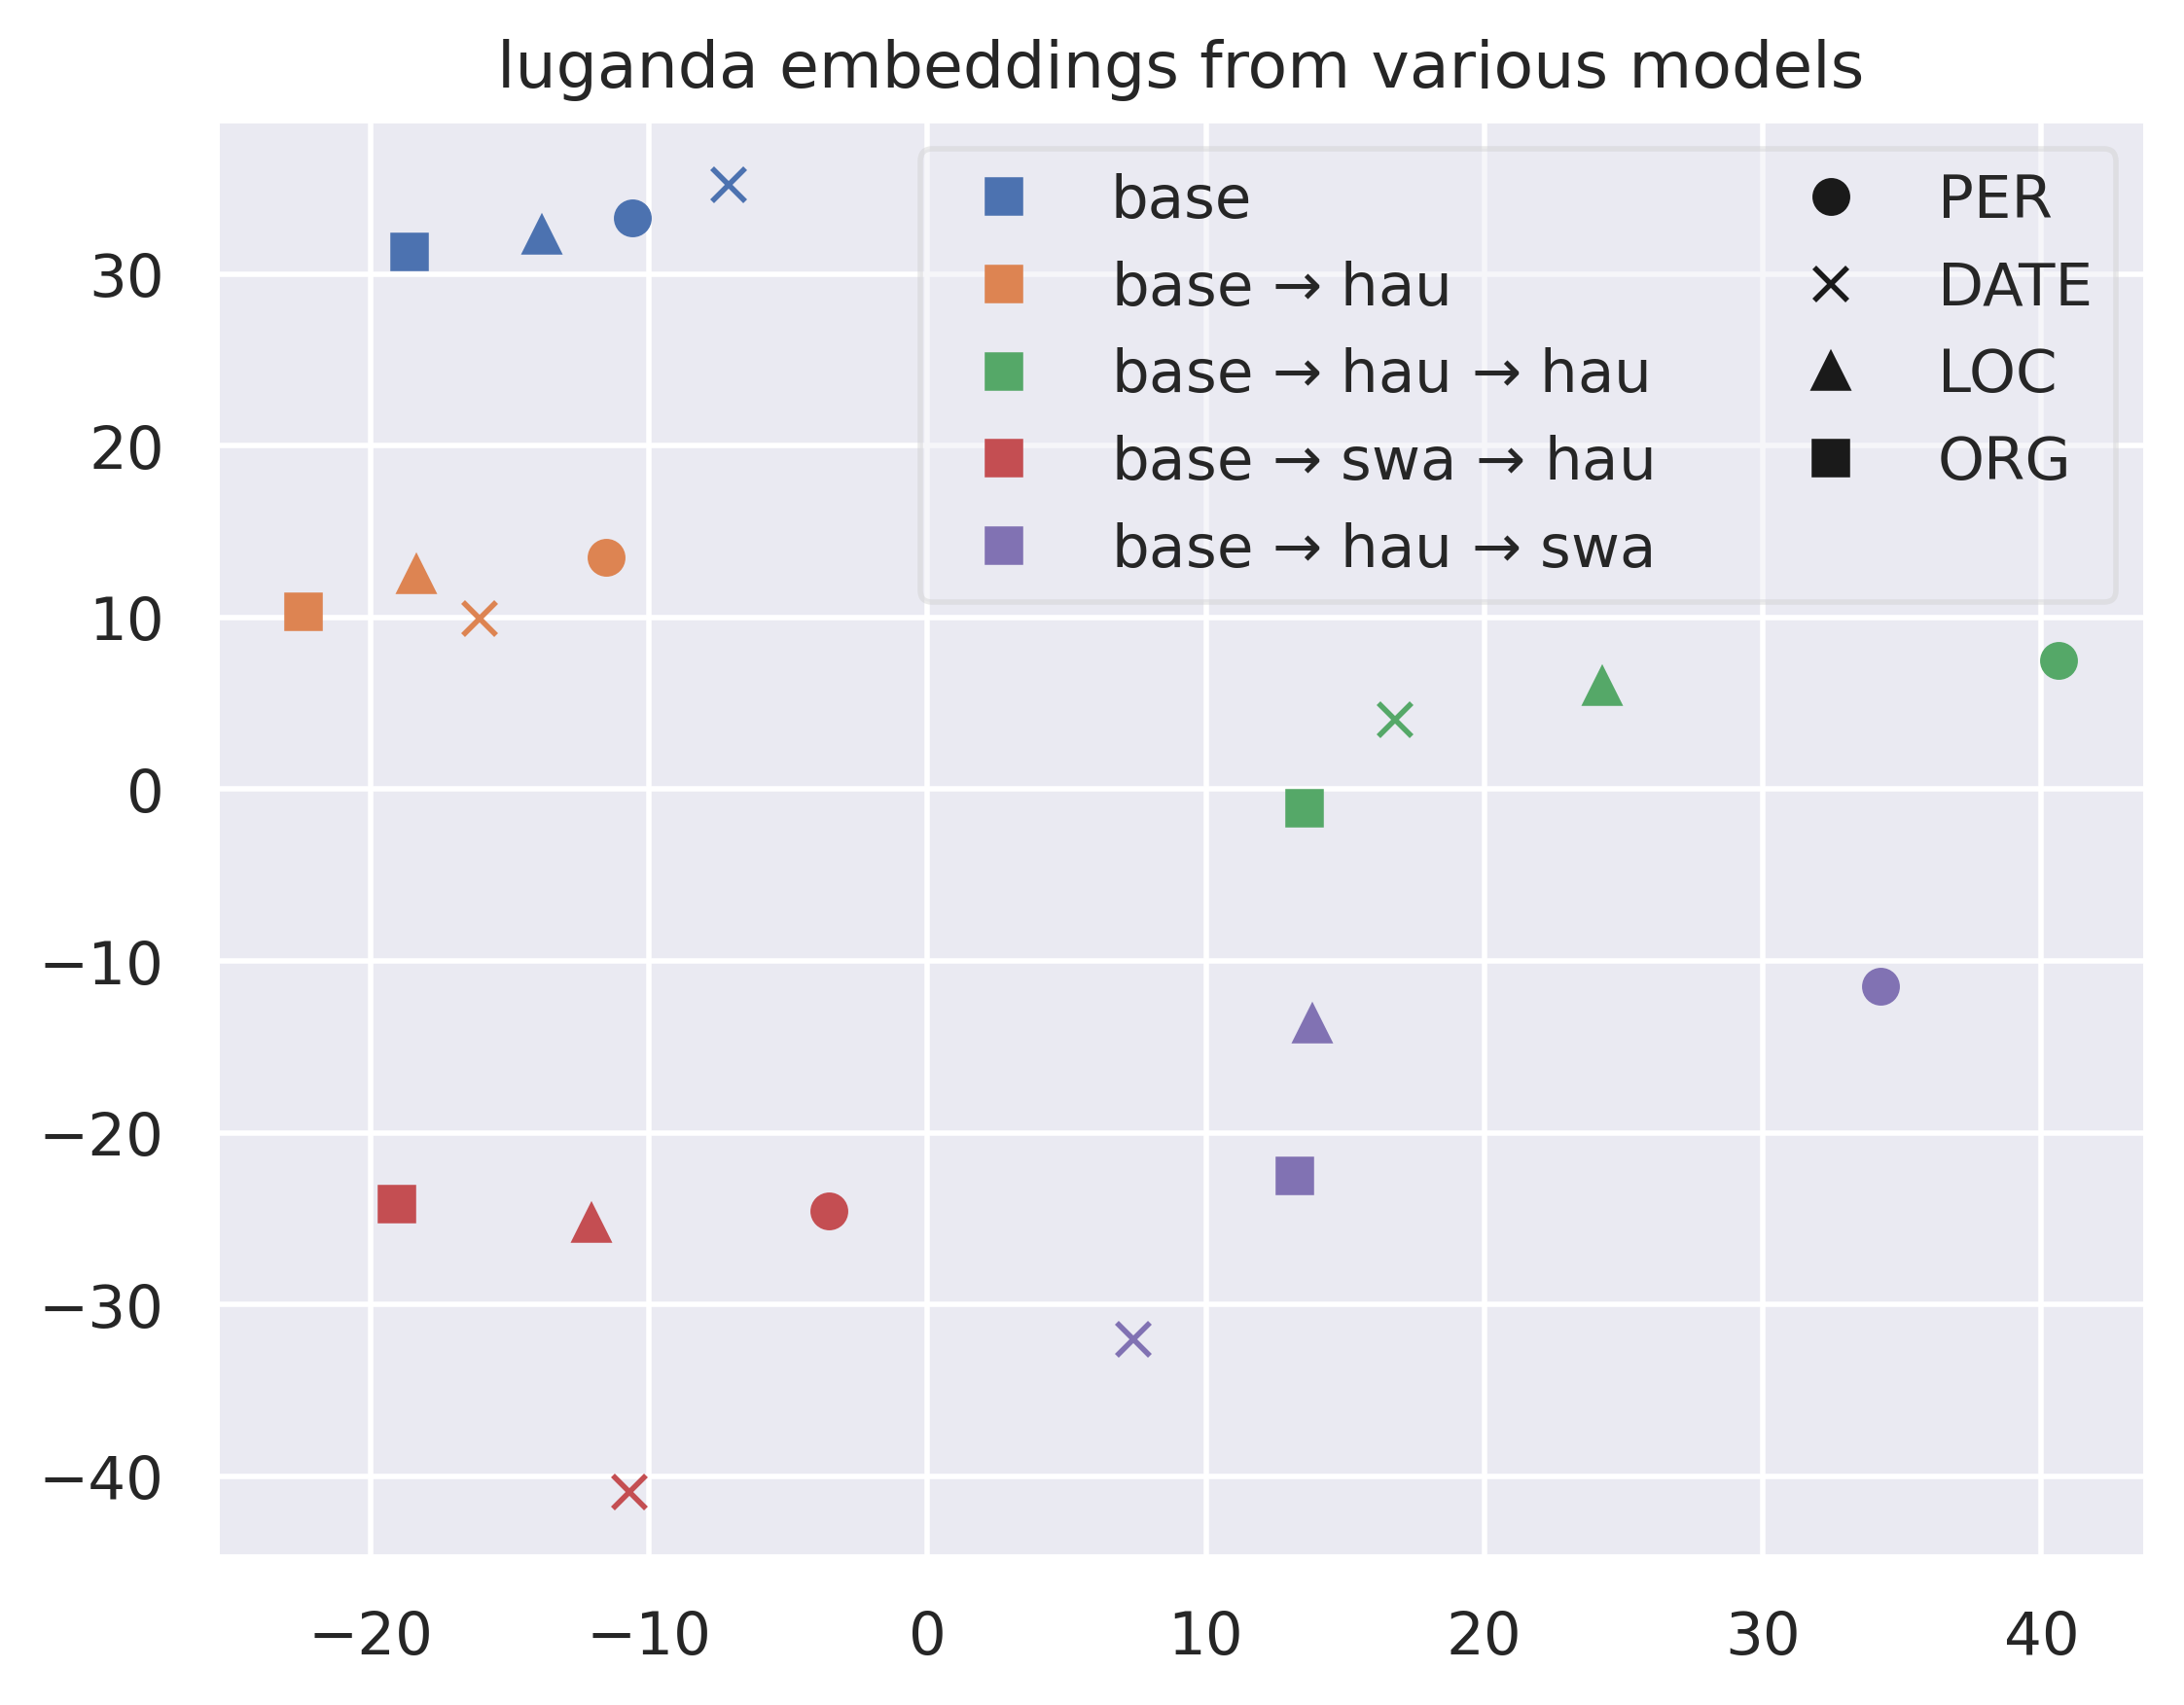 luganda embeddings from various models
base
base → hau
base → hau → hau
base → swa → hau
base → hau → swa
PER
DATE
LOC
ORG
30
20
10
0
−10
−20
−30
−40
−20
−10
0
10
20
30
40